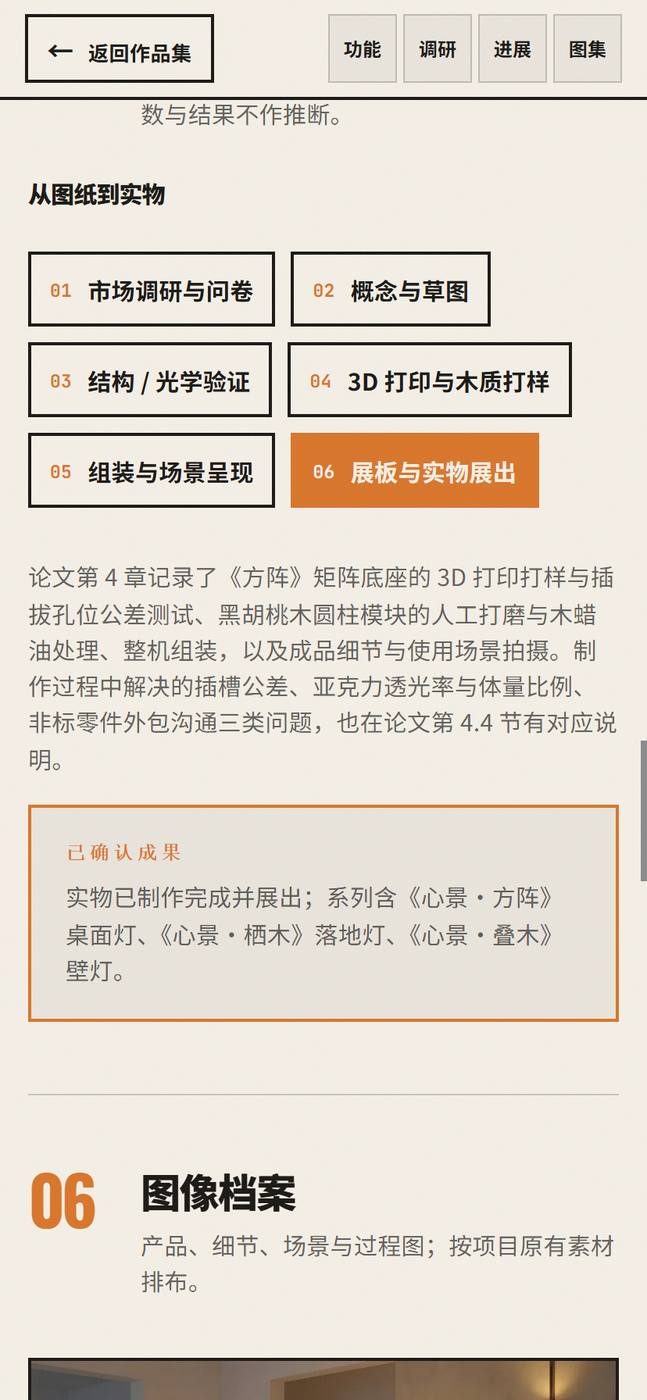 ← 返回作品集
功能 调研 进展 图集
数与结果不作推断。
从图纸到实物
01 市场调研与问卷
02 概念与草图
03 结构 / 光学验证
04 3D 打印与木质打样
05 组装与场景呈现
06 展板与实物展出
论文第 4 章记录了《方阵》矩阵底座的 3D 打印打样与插
拔孔位公差测试、黑胡桃木圆柱模块的人工打磨与木蜡
油处理、整机组装，以及成品细节与使用场景拍摄。制
作过程中解决的插槽公差、亚克力透光率与体量比例、
非标零件外包沟通三类问题，也在论文第 4.4 节有对应说
明。
已确认成果
实物已制作完成并展出；系列含《心景・方阵》
桌面灯、《心景・栖木》落地灯、《心景・叠木》
壁灯。
06
图像档案
产品、细节、场景与过程图；按项目原有素材
排布。